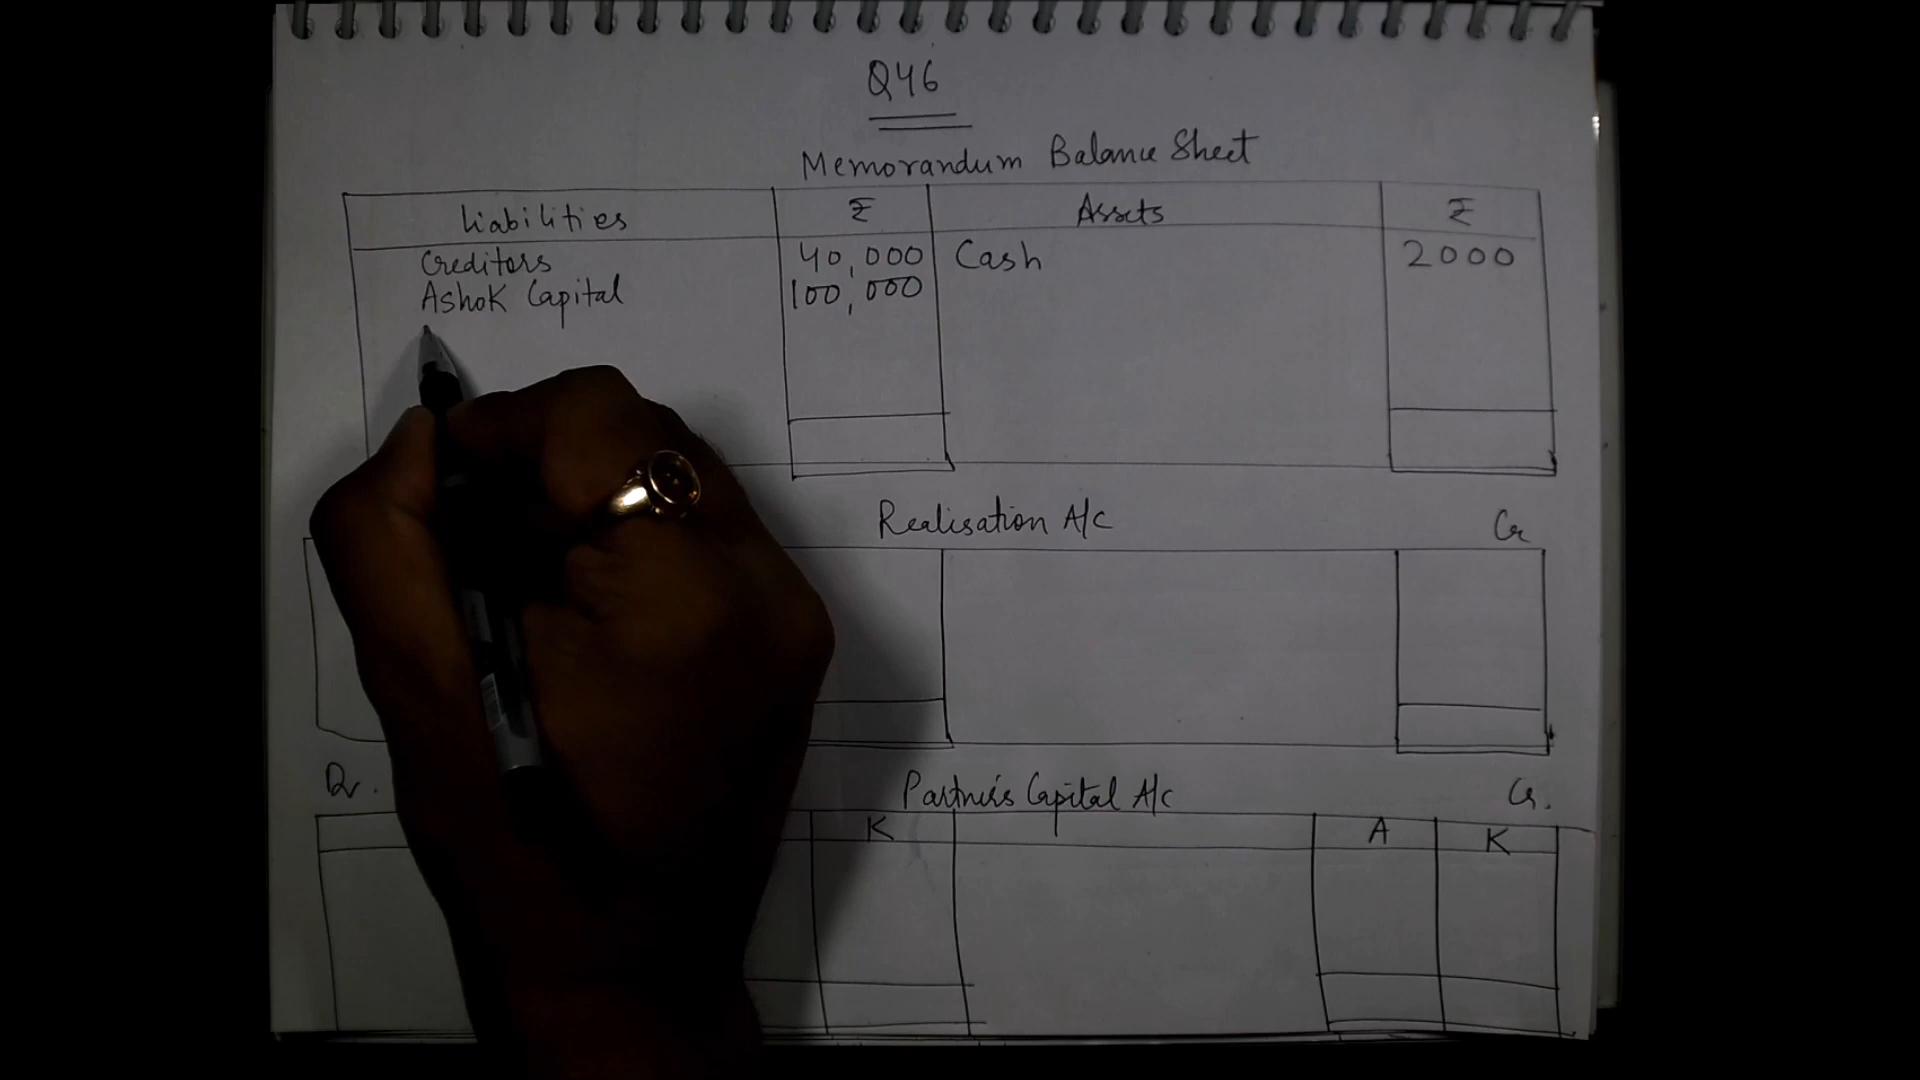 Q46
Memorandum Balance Sheet
Liabilities ₹ Assets ₹
Creditors 40,000 Cash 2000
Ashok Capital 100,000
Realisation A/c Cr
Dr. Partner's Capital A/c Cr.
K A K